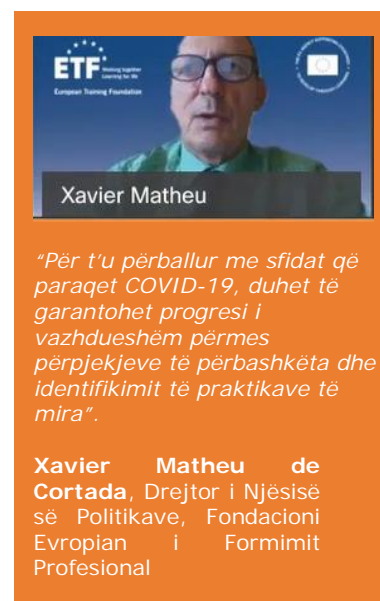 ETF
Working together
Learning for life
European Training Foundation
Xavier Matheu
“Për t’u përballur me sfidat që
paraqet COVID-19, duhet të
garantohet progresi i
vazhdueshëm përmes
përpjekjeve të përbashkëta dhe
identifikimit të praktikave të
mira”.
Xavier Matheu de
Cortada, Drejtor i Njësisë
së Politikave, Fondacioni
Evropian i Formimit
Profesional